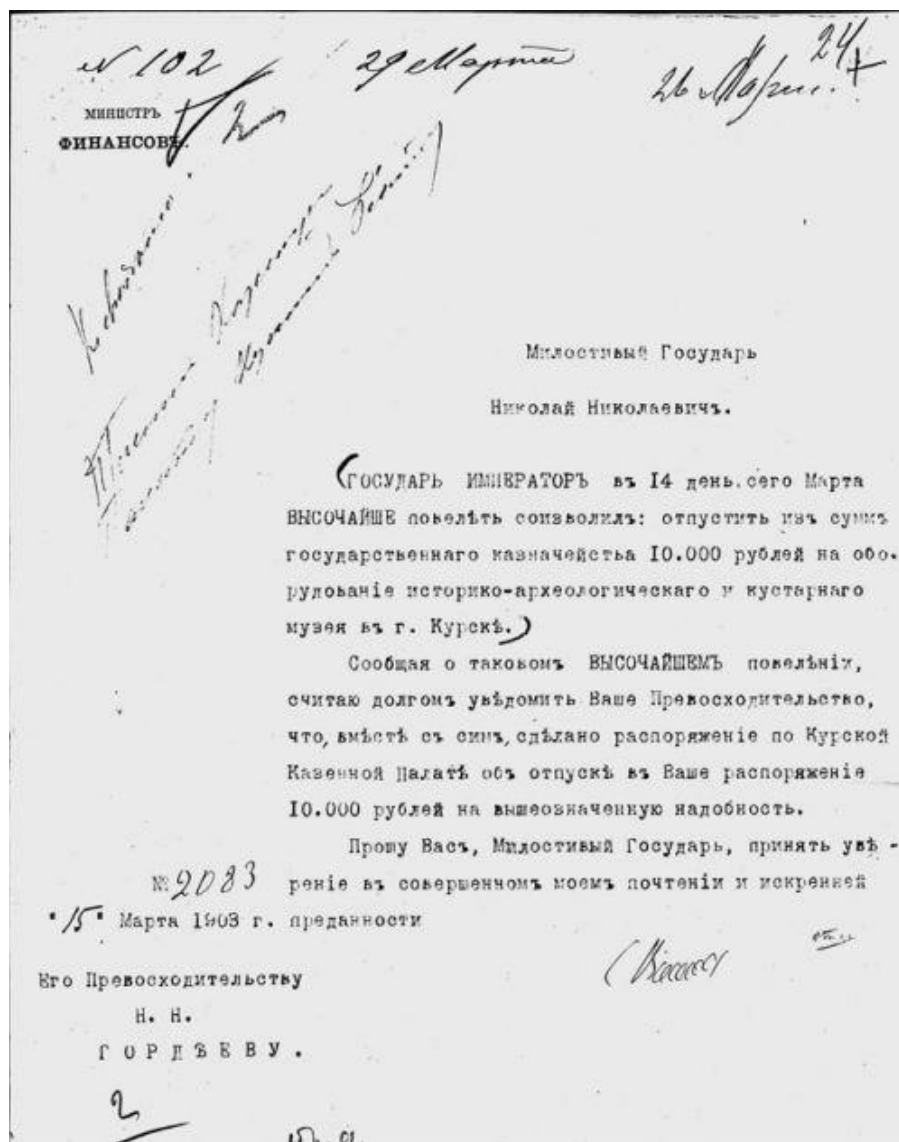 № 102
29 Марта
24
26 Марта
МИНИСТРЪ
ФИНАНСОВЪ.
Милостивый Государь
Николай Николаевичъ.
ГОСУДАРЬ ИМПЕРАТОРЪ въ 14 день сего Марта
ВЫСОЧАЙШЕ повелѣть соизволилъ: отпустить изъ суммъ
государственнаго казначейства 10.000 рублей на обо-
рудованіе историко-археологическаго и кустарнаго
музея въ г. Курскѣ.
Сообщая о таковомъ ВЫСОЧАЙШЕМЪ повелѣніи,
считаю долгомъ увѣдомить Ваше Превосходительство,
что, вмѣстѣ съ симъ, сдѣлано распоряженіе по Курской
Казенной Палатѣ объ отпускѣ въ Ваше распоряженіе
10.000 рублей на вышеозначенную надобность.
Прошу Васъ, Милостивый Государь, принять увѣ-
реніе въ совершенномъ моемъ почтеніи и искренней
преданности
№ 2083
"15" Марта 1903 г.
Его Превосходительству
Н. Н.
ГОРДѢЕВУ.